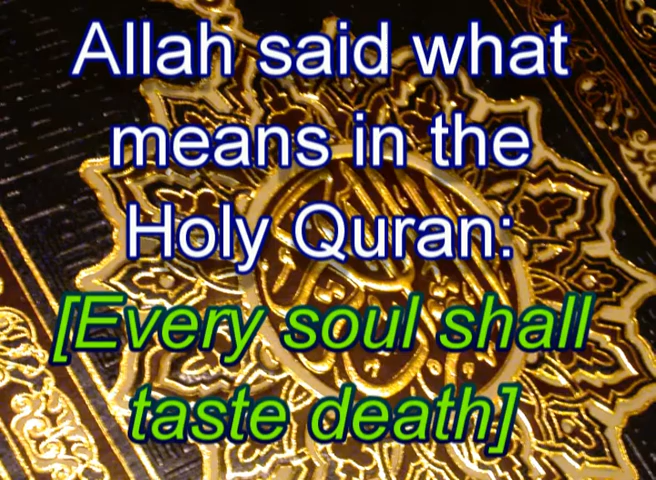 Allah said what
means in the
Holy Quran:
[Every soul shall
taste death]